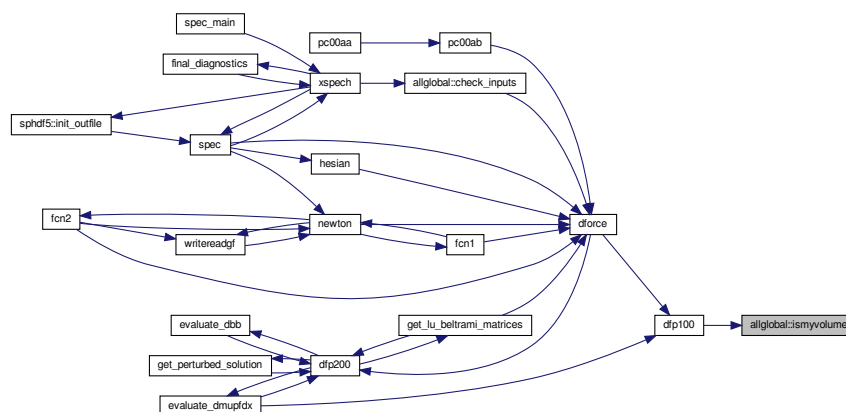 spec_main
pc00aa
pc00ab
final_diagnostics
xspech
allglobal::check_inputs
sphdf5::init_outfile
spec
hesian
fcn2
newton
dforce
writereadgf
fcn1
evaluate_dbb
get_lu_beltrami_matrices
dfp100
allglobal::ismyvolume
get_perturbed_solution
dfp200
evaluate_dmupfdx